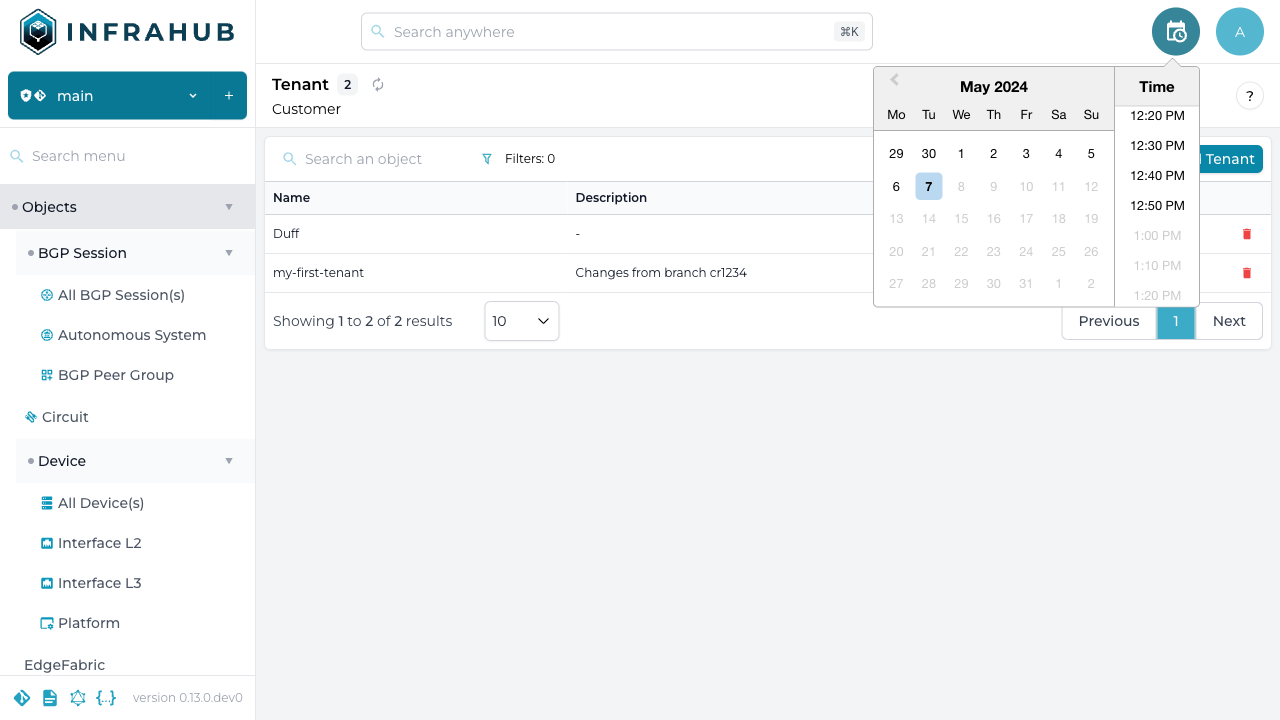 INFRAHUB
Search anywhere
⌘K
A
main
+
Search menu
Objects
BGP Session
All BGP Session(s)
Autonomous System
BGP Peer Group
Circuit
Device
All Device(s)
Interface L2
Interface L3
Platform
EdgeFabric
{...} version 0.13.0.dev0
Tenant 2
Customer
?
Search an object
Filters: 0
Tenant
Name Description
Duff -
my-first-tenant Changes from branch cr1234
Showing 1 to 2 of 2 results
10
Previous 1 Next
May 2024
Mo Tu We Th Fr Sa Su
29 30 1 2 3 4 5
6 7 8 9 10 11 12
13 14 15 16 17 18 19
20 21 22 23 24 25 26
27 28 29 30 31 1 2
Time
12:20 PM
12:30 PM
12:40 PM
12:50 PM
1:00 PM
1:10 PM
1:20 PM